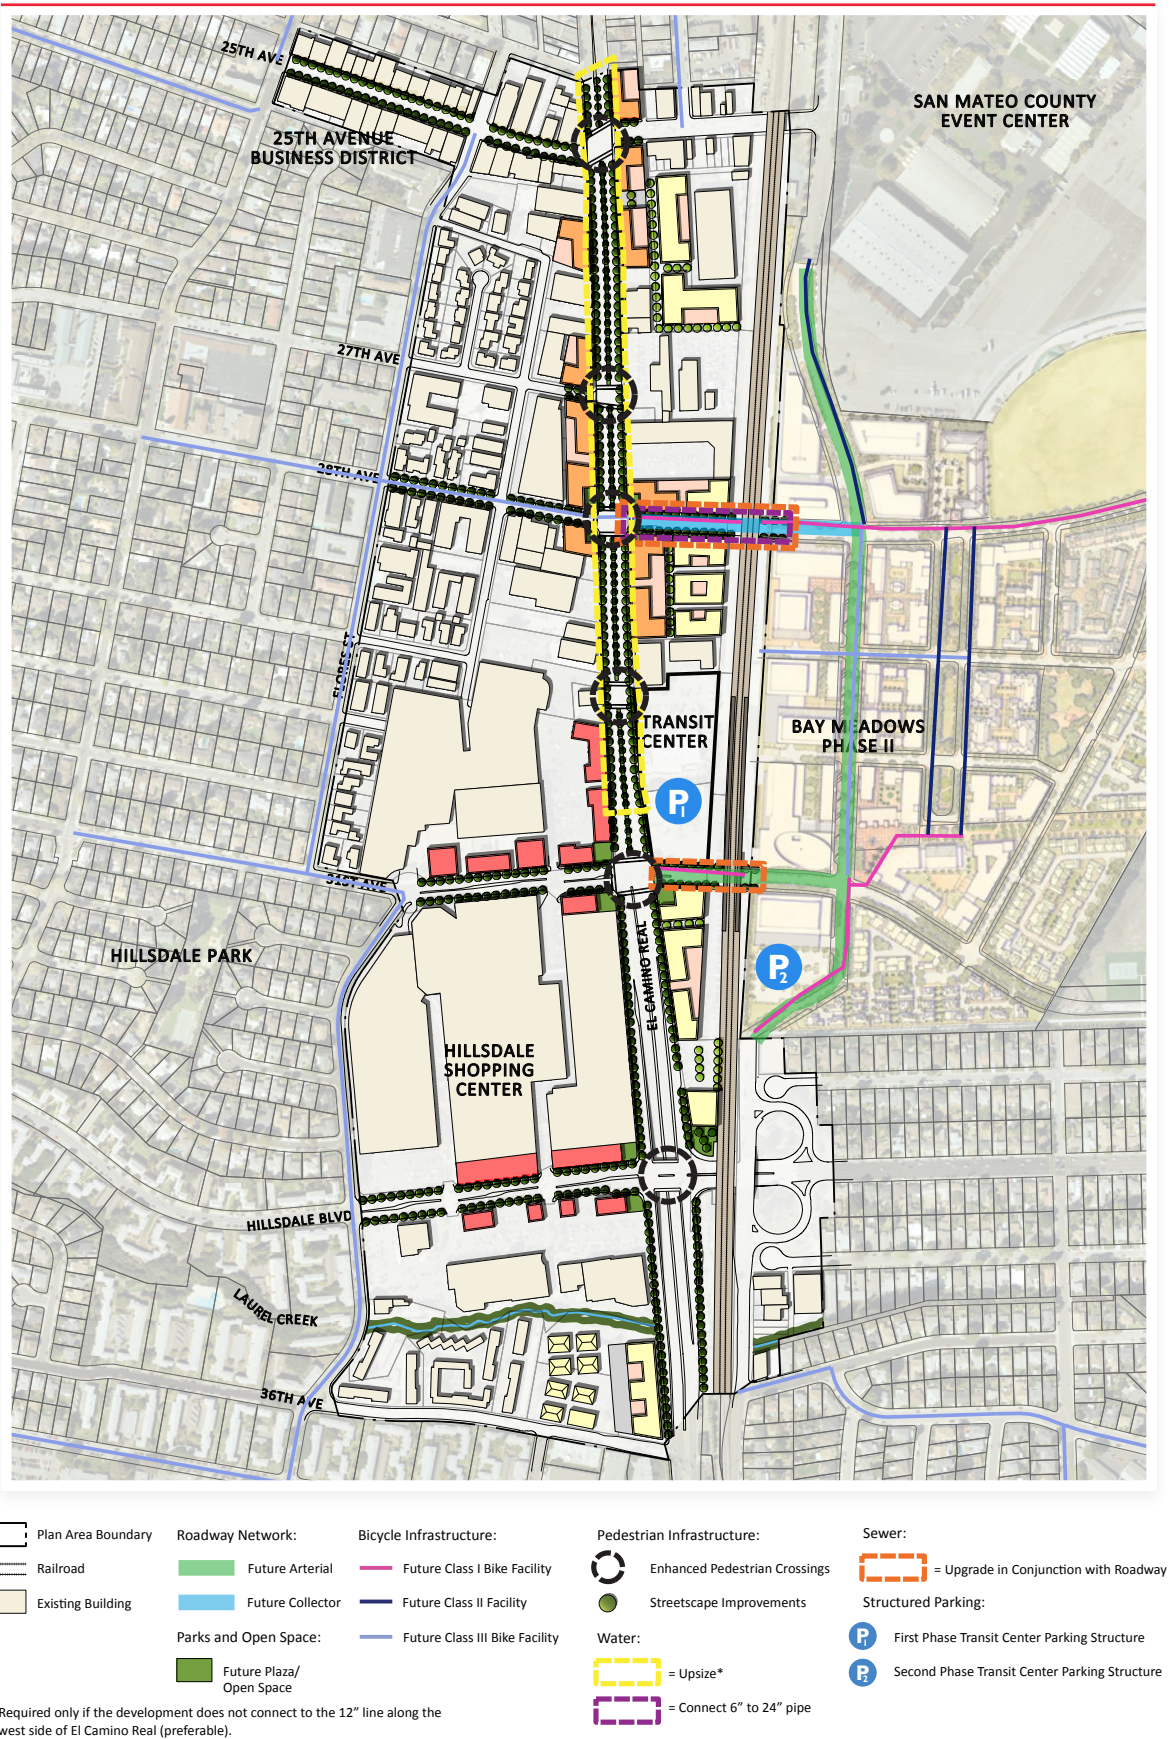 25TH AVE
SAN MATEO COUNTY
EVENT CENTER
25TH AVENUE
BUSINESS DISTRICT
27TH AVE
28TH AVE
FLORES ST
TRANSIT
CENTER
BAY MEADOWS
PHASE II
P1
31ST AVE
EL CAMINO REAL
HILLSDALE PARK
P2
HILLSDALE
SHOPPING
CENTER
HILLSDALE BLVD
LAUREL CREEK
36TH AVE
Plan Area Boundary
Railroad
Existing Building
Roadway Network:
Future Arterial
Future Collector
Parks and Open Space:
Future Plaza/
Open Space
Bicycle Infrastructure:
Future Class I Bike Facility
Future Class II Facility
Future Class III Bike Facility
Pedestrian Infrastructure:
Enhanced Pedestrian Crossings
Streetscape Improvements
Water:
= Upsize*
= Connect 6” to 24” pipe
Sewer:
= Upgrade in Conjunction with Roadway
Structured Parking:
P1 First Phase Transit Center Parking Structure
P2 Second Phase Transit Center Parking Structure
Required only if the development does not connect to the 12” line along the
west side of El Camino Real (preferable).